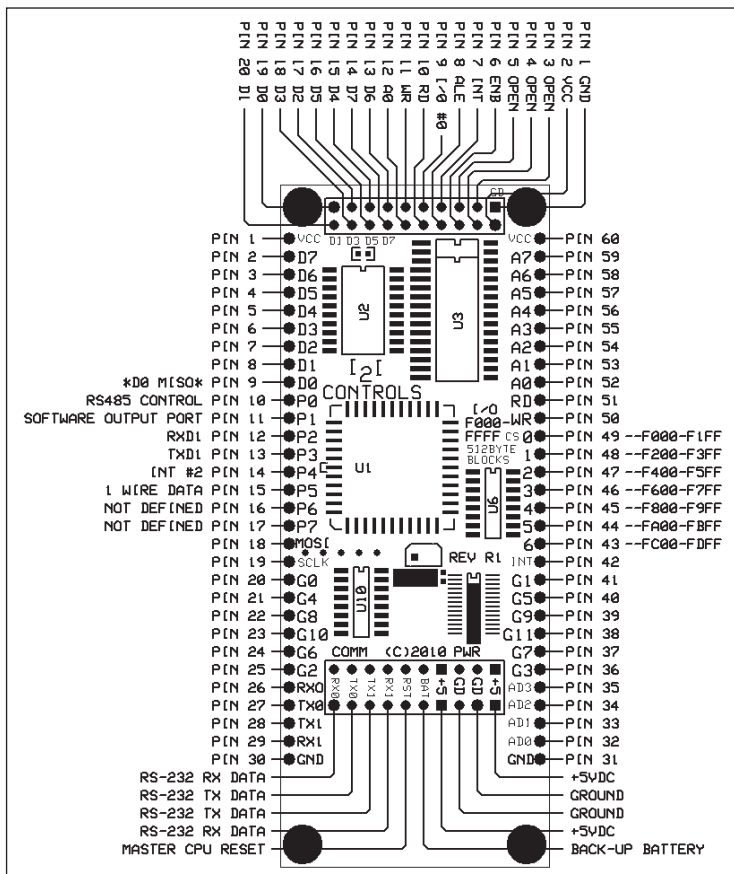 PIN 20 D1
PIN 19 D0
PIN 18 D3
PIN 17 D2
PIN 16 D5
PIN 15 D4
PIN 14 D7
PIN 13 D6
PIN 12 A0
PIN 11 WR
PIN 10 RD
PIN 9 I/O #0
PIN 8 ALE
PIN 7 INT
PIN 6 ENB
PIN 5 OPEN
PIN 4 OPEN
PIN 3 OPEN
PIN 2 VCC
PIN 1 GND
GD
D1 D3 D5 D7
PIN 1 VCC VCC PIN 60
PIN 2 D7 A7 PIN 59
PIN 3 D6 A6 PIN 58
PIN 4 D5 A5 PIN 57
PIN 5 D4 A4 PIN 56
U2 U3
PIN 6 D3 A3 PIN 55
PIN 7 D2 A2 PIN 54
PIN 8 D1 A1 PIN 53
*D0 MISO* PIN 9 D0 A0 PIN 52
[2[
CONTROLS
RS485 CONTROL PIN 10 P0 RD PIN 51
SOFTWARE OUTPUT PORT PIN 11 P1 I/O F000- WR PIN 50
RXD1 PIN 12 P2 FFFF CS 0 PIN 49 --F000-F1FF
TXD1 PIN 13 P3 512BYTE 1 PIN 48 --F200-F3FF
BLOCKS
INT #2 PIN 14 P4 U1 2 PIN 47 --F400-F5FF
1 WIRE DATA PIN 15 P5 3 PIN 46 --F600-F7FF
U6
NOT DEFINED PIN 16 P6 4 PIN 45 --F800-F9FF
NOT DEFINED PIN 17 P7 5 PIN 44 --FA00-FBFF
PIN 18 MOSI 6 PIN 43 --FC00-FDFF
PIN 19 SCLK REV R1 INT PIN 42
PIN 20 G0 G1 PIN 41
PIN 21 G4 U10 G5 PIN 40
PIN 22 G8 G9 PIN 39
PIN 23 G10 G11 PIN 38
PIN 24 G6 COMM (C)2010 PWR G7 PIN 37
PIN 25 G2 G3 PIN 36
PIN 26 RX0 RX0 TX0 TX1 RX1 RST BAT +5 GD GD +5 AD3 PIN 35
PIN 27 TX0 AD2 PIN 34
PIN 28 TX1 AD1 PIN 33
PIN 29 RX1 AD0 PIN 32
PIN 30 GND GND PIN 31
RS-232 RX DATA +5VDC
RS-232 TX DATA GROUND
RS-232 TX DATA GROUND
RS-232 RX DATA +5VDC
MASTER CPU RESET BACK-UP BATTERY